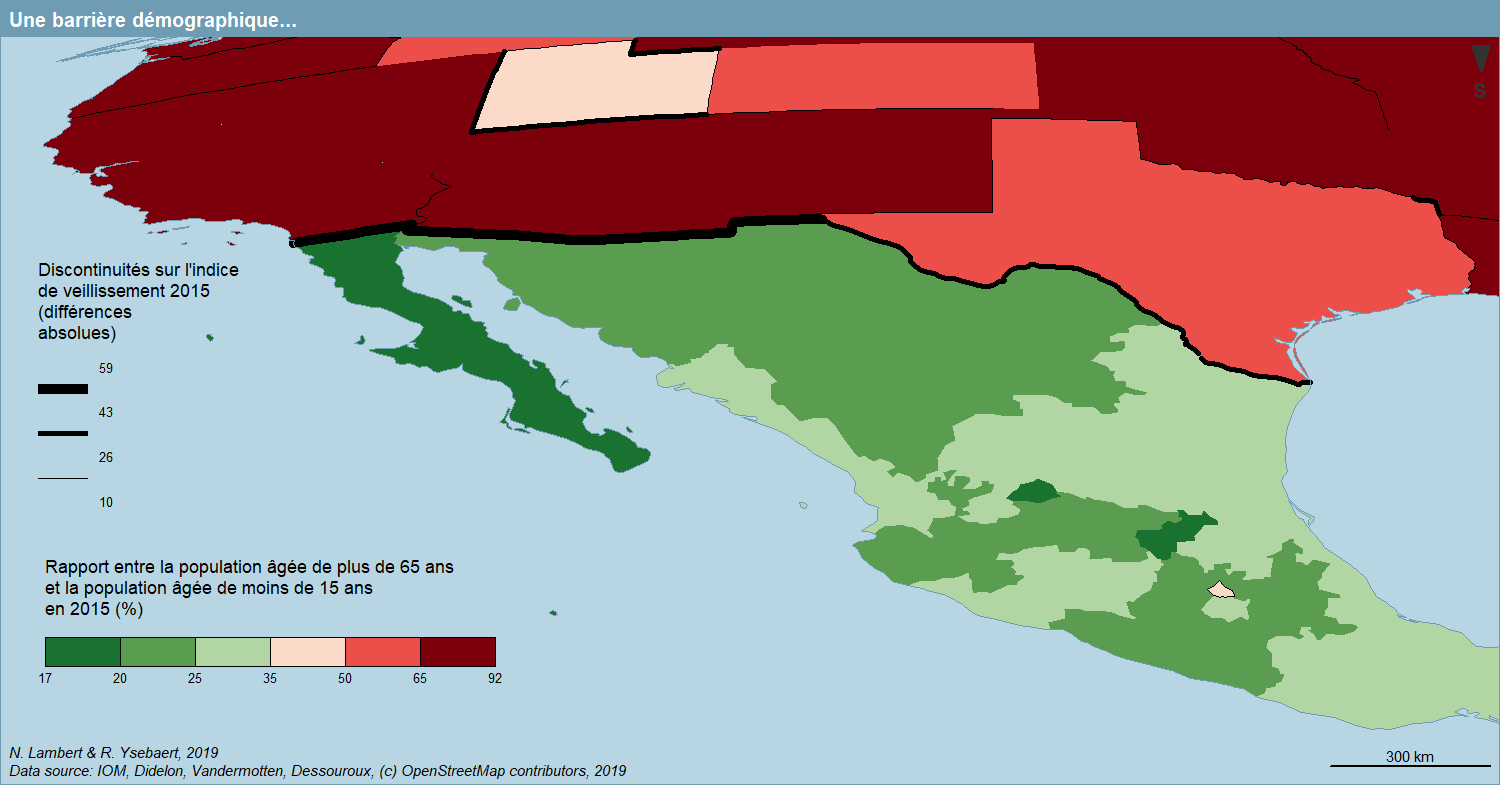 Une barrière démographique...
S
Discontinuités sur l'indice
de veillissement 2015
(différences
absolues)
59
43
26
10
Rapport entre la population âgée de plus de 65 ans
et la population âgée de moins de 15 ans
en 2015 (%)
17 20 25 35 50 65 92
N. Lambert & R. Ysebaert, 2019
Data source: IOM, Didelon, Vandermotten, Dessouroux, (c) OpenStreetMap contributors, 2019
300 km